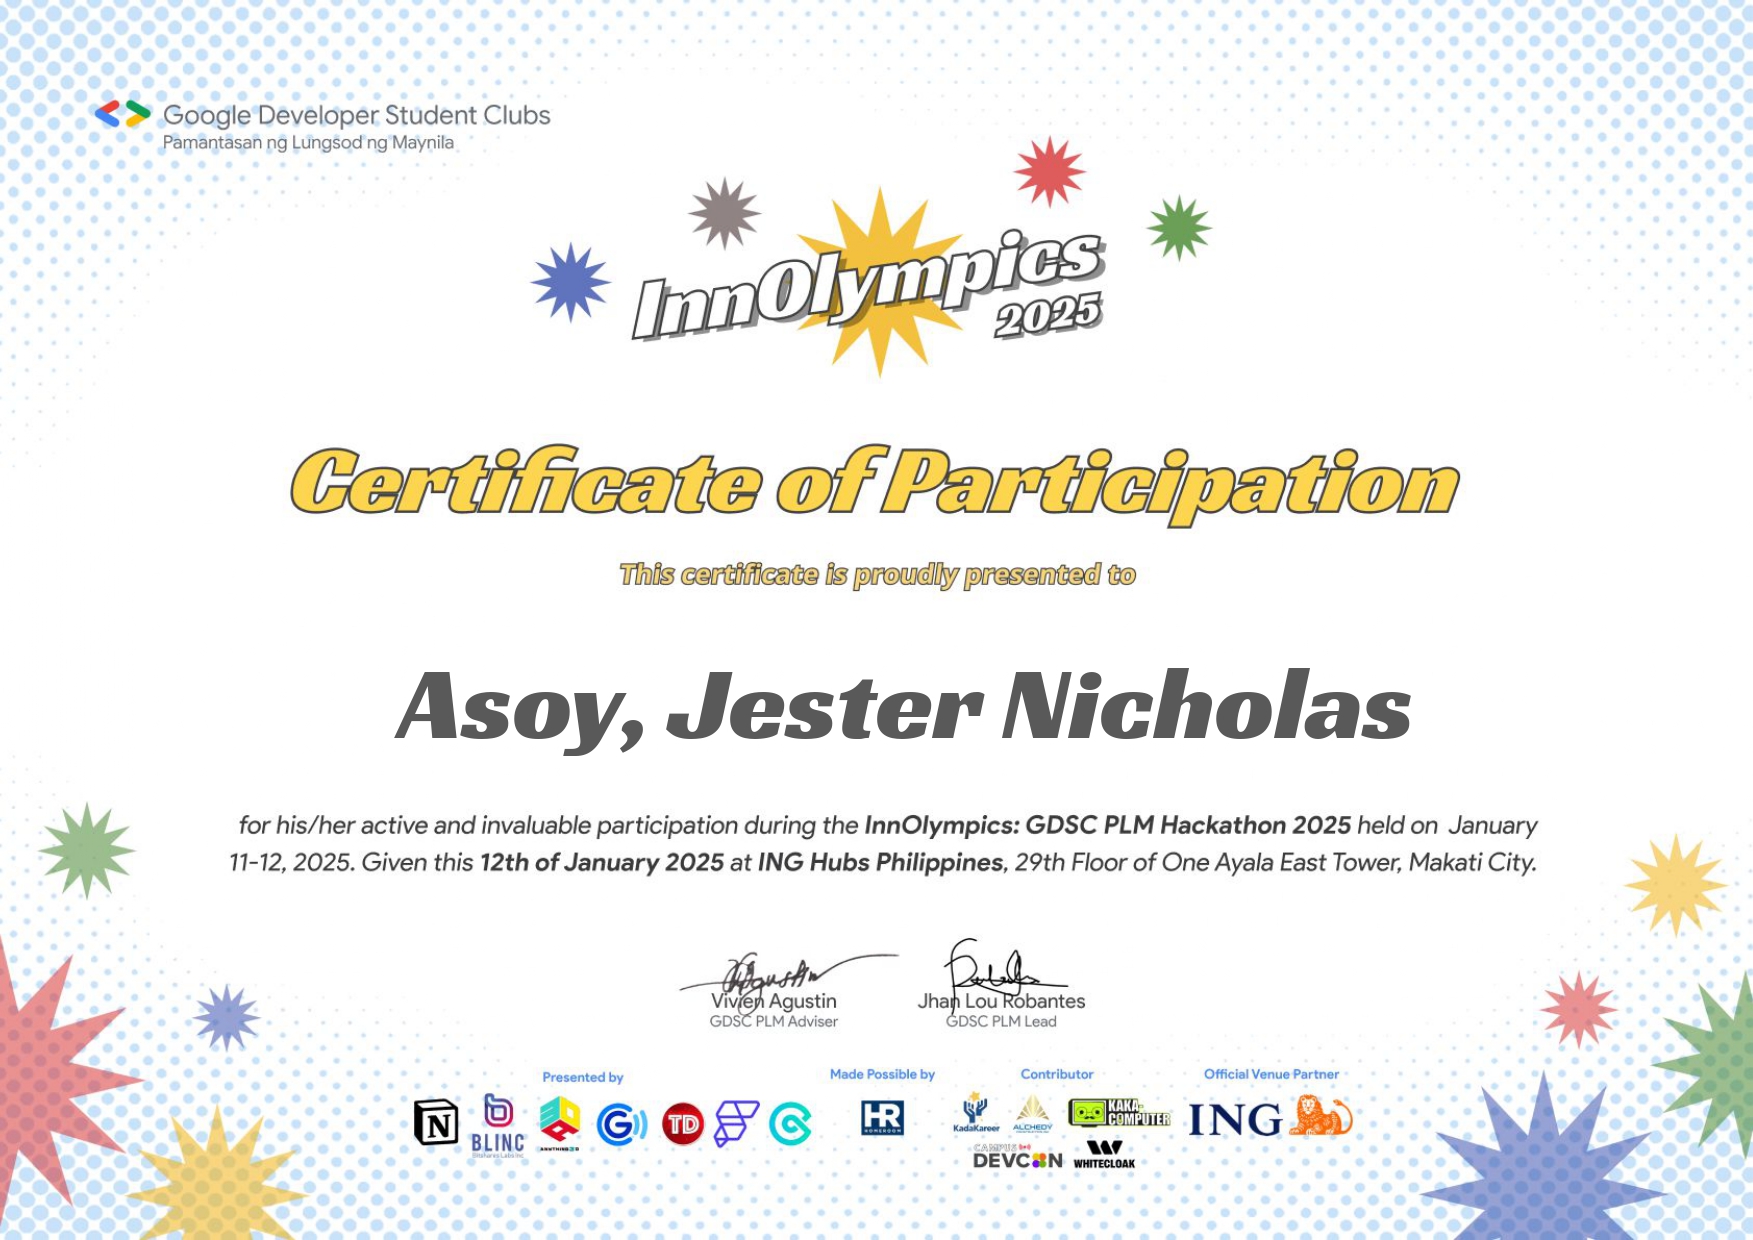 Google Developer Student Clubs
Pamantasan ng Lungsod ng Maynila
InnOlympics
2025
Certificate of Participation
This certificate is proudly presented to
Asoy, Jester Nicholas
for his/her active and invaluable participation during the InnOlympics: GDSC PLM Hackathon 2025 held on January
11-12, 2025. Given this 12th of January 2025 at ING Hubs Philippines, 29th Floor of One Ayala East Tower, Makati City.
Vivien Agustin
GDSC PLM Adviser
Jhan Lou Robantes
GDSC PLM Lead
Presented by
N
BLINC
TD
Made Possible by
HR
HOMEROOM
Contributor
KadaKareer
ALCHEDY
KAKA-
COMPUTER
CAMPUS
DEVCON
WHITECLOAK
Official Venue Partner
ING